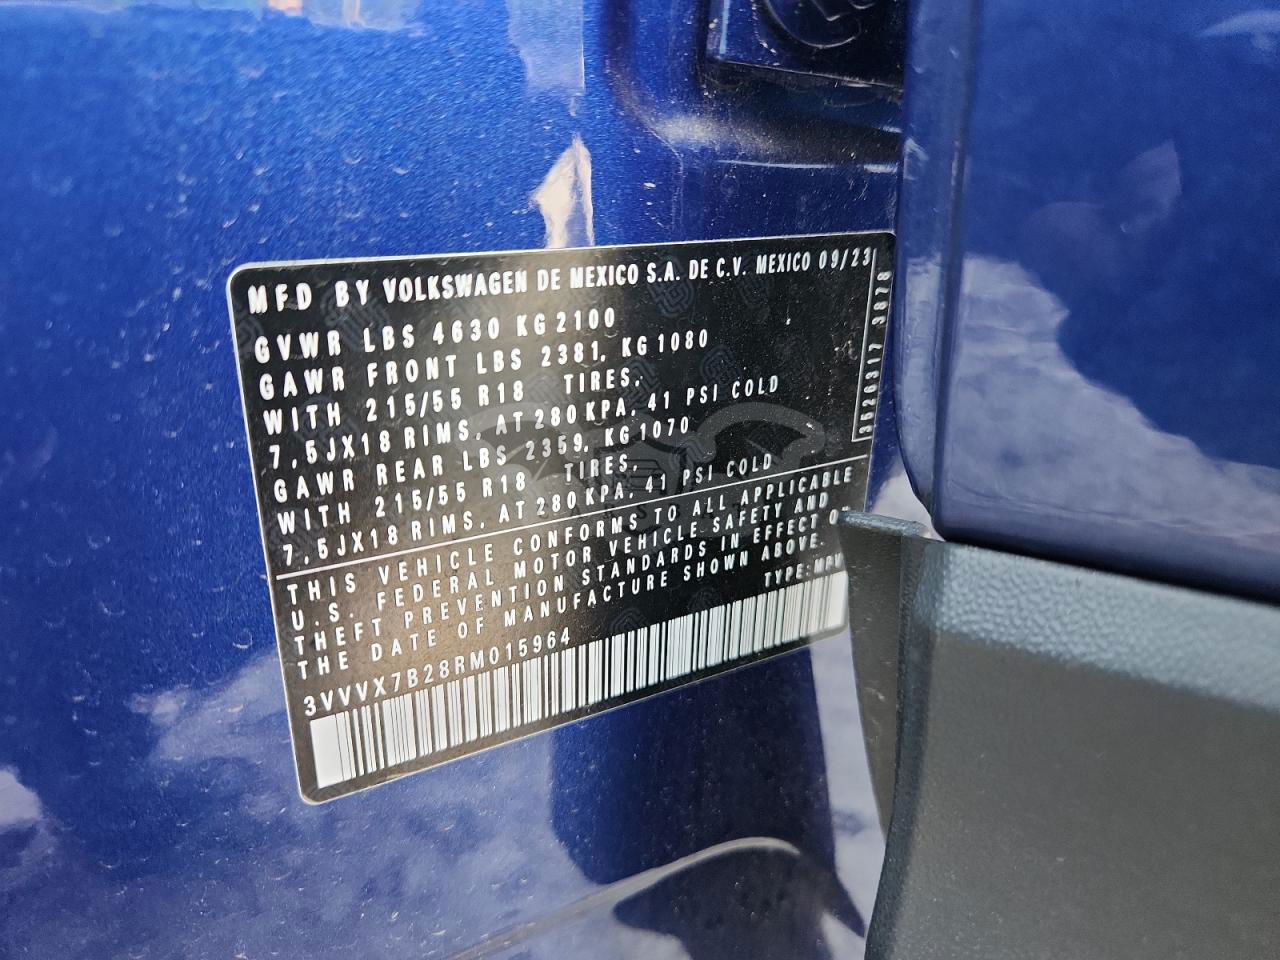 MFD BY VOLKSWAGEN DE MEXICO S.A. DE C.V. MEXICO 09/23
GVWR LBS 4630 KG 2100
GAWR FRONT LBS 2381, KG 1080
WITH 215/55 R18 TIRES,
7,5JX18 RIMS, AT 280 KPA, 41 PSI COLD
GAWR REAR LBS 2359, KG 1070
WITH 215/55 R18 TIRES,
7,5JX18 RIMS, AT 280 KPA, 41 PSI COLD
3526317 3878
THIS VEHICLE CONFORMS TO ALL APPLICABLE
U.S. FEDERAL MOTOR VEHICLE SAFETY AND
THEFT PREVENTION STANDARDS IN EFFECT
THE DATE OF MANUFACTURE SHOWN ABOVE.
TYPE: MPV
3VVVX7B28RM015964